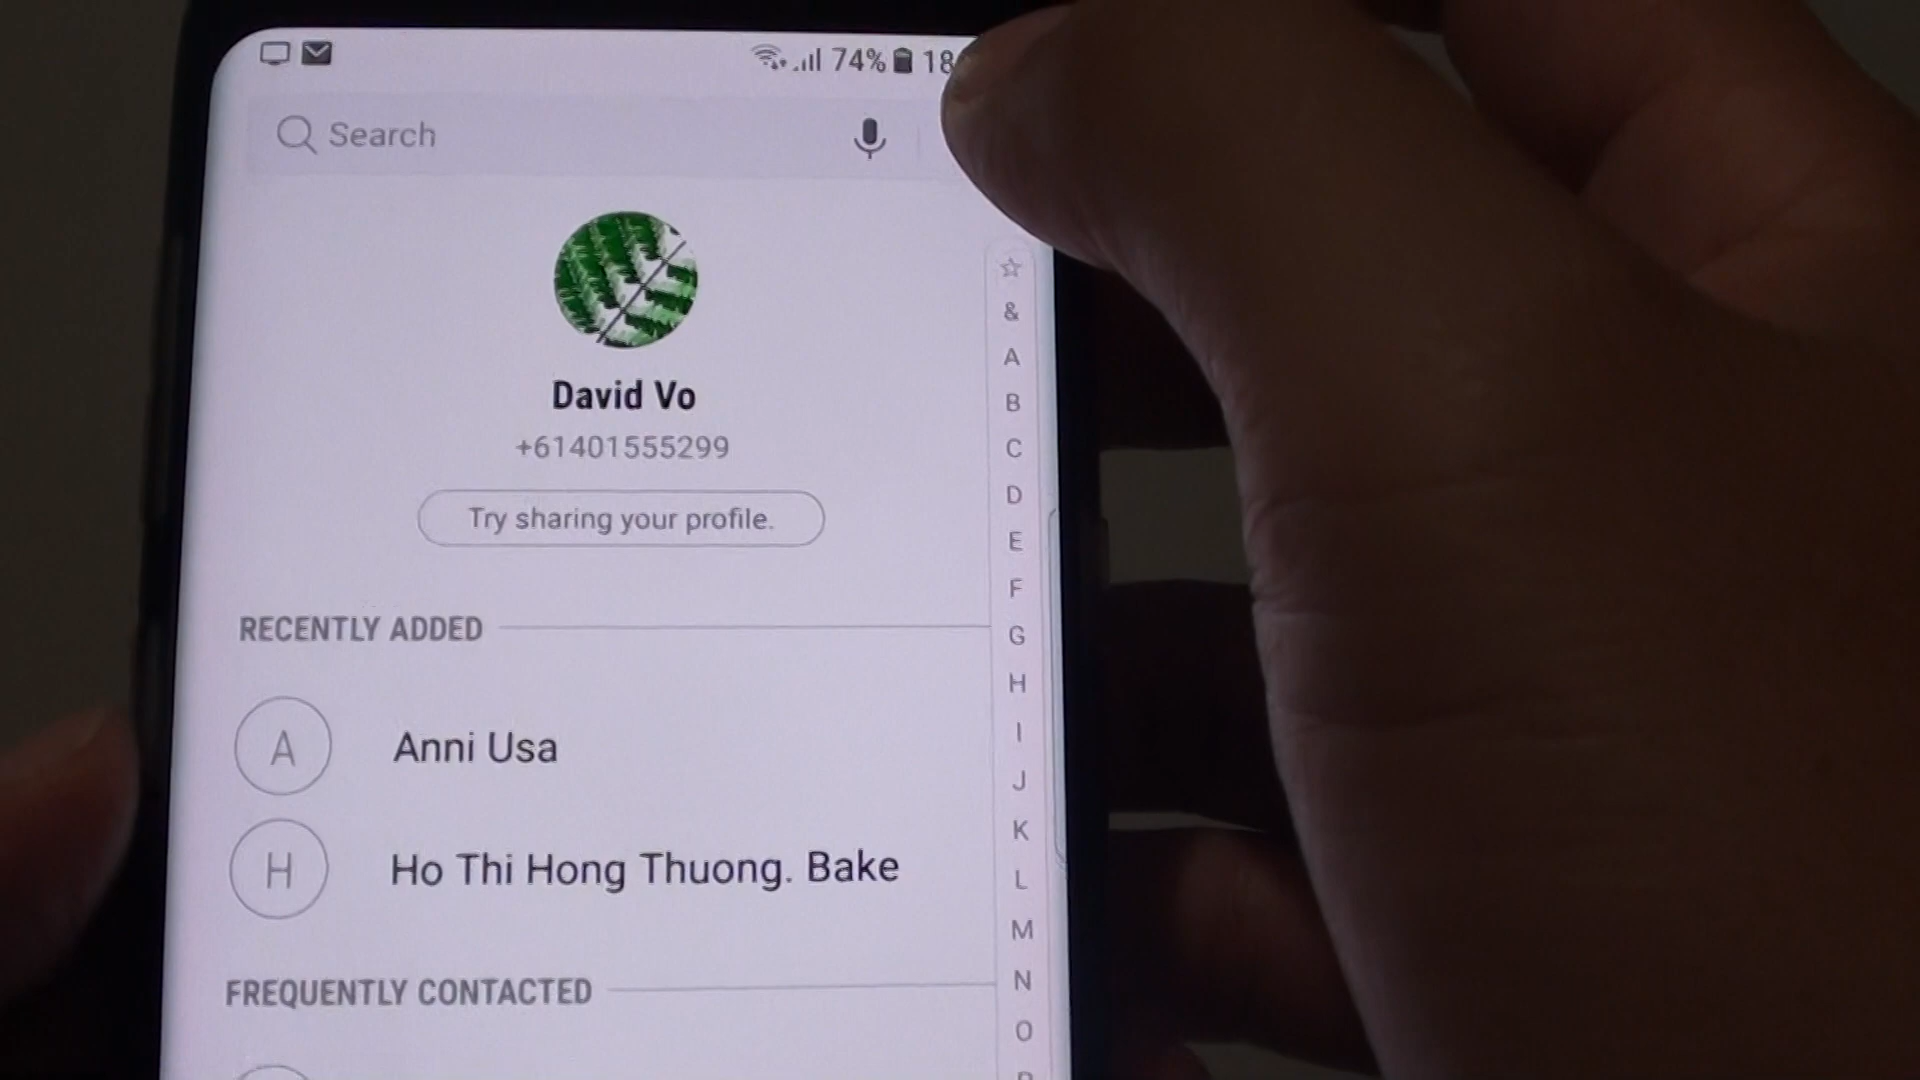 74% 18
Search
David Vo
+61401555299
Try sharing your profile.
RECENTLY ADDED
A Anni Usa
H Ho Thi Hong Thuong. Bake
FREQUENTLY CONTACTED
&
A
B
C
D
E
F
G
H
I
J
K
L
M
N
O